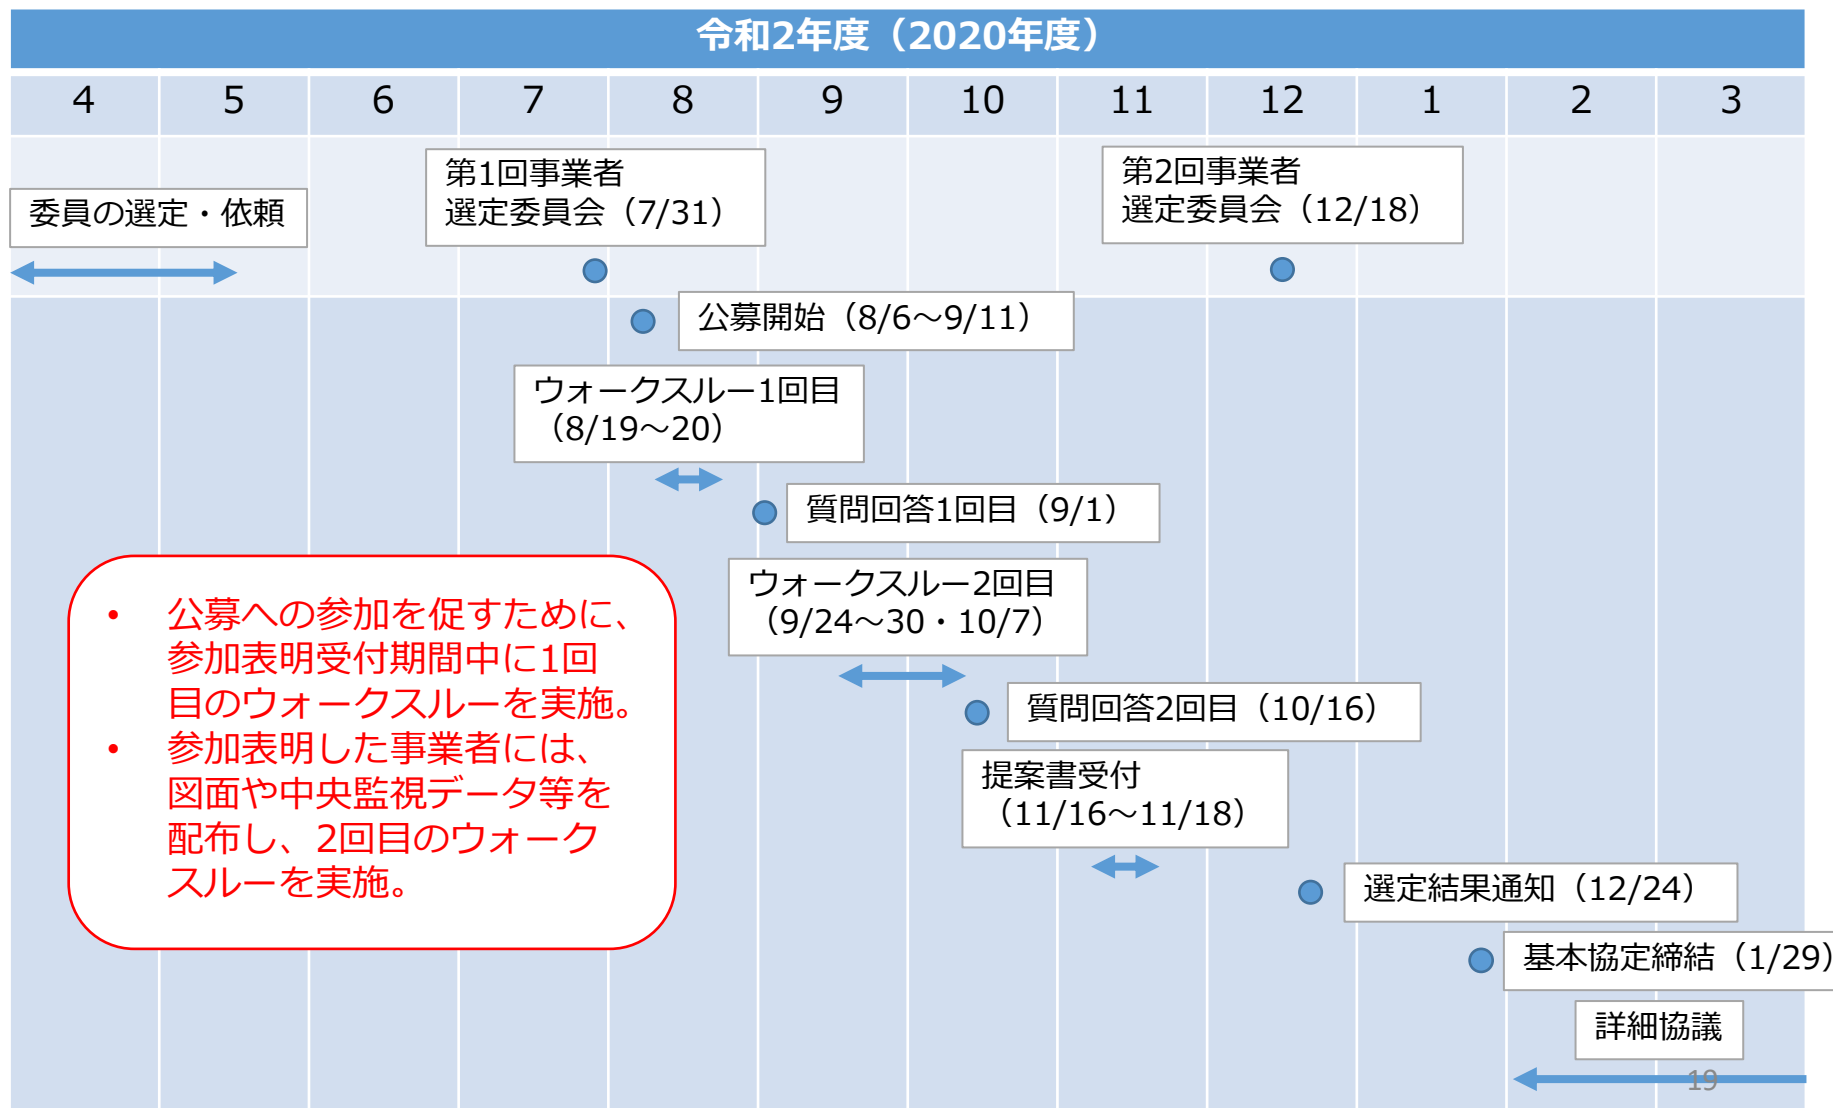 令和2年度（2020年度）
4 5 6 7 8 9 10 11 12 1 2 3
委員の選定・依頼
第1回事業者
選定委員会（7/31）
第2回事業者
選定委員会（12/18）
公募開始（8/6～9/11）
ウォークスルー1回目
（8/19～20）
質問回答1回目（9/1）
ウォークスルー2回目
（9/24～30・10/7）
質問回答2回目（10/16）
提案書受付
（11/16～11/18）
選定結果通知（12/24）
基本協定締結（1/29）
詳細協議
• 公募への参加を促すために、
参加表明受付期間中に1回
目のウォークスルーを実施。
• 参加表明した事業者には、
図面や中央監視データ等を
配布し、2回目のウォーク
スルーを実施。
19